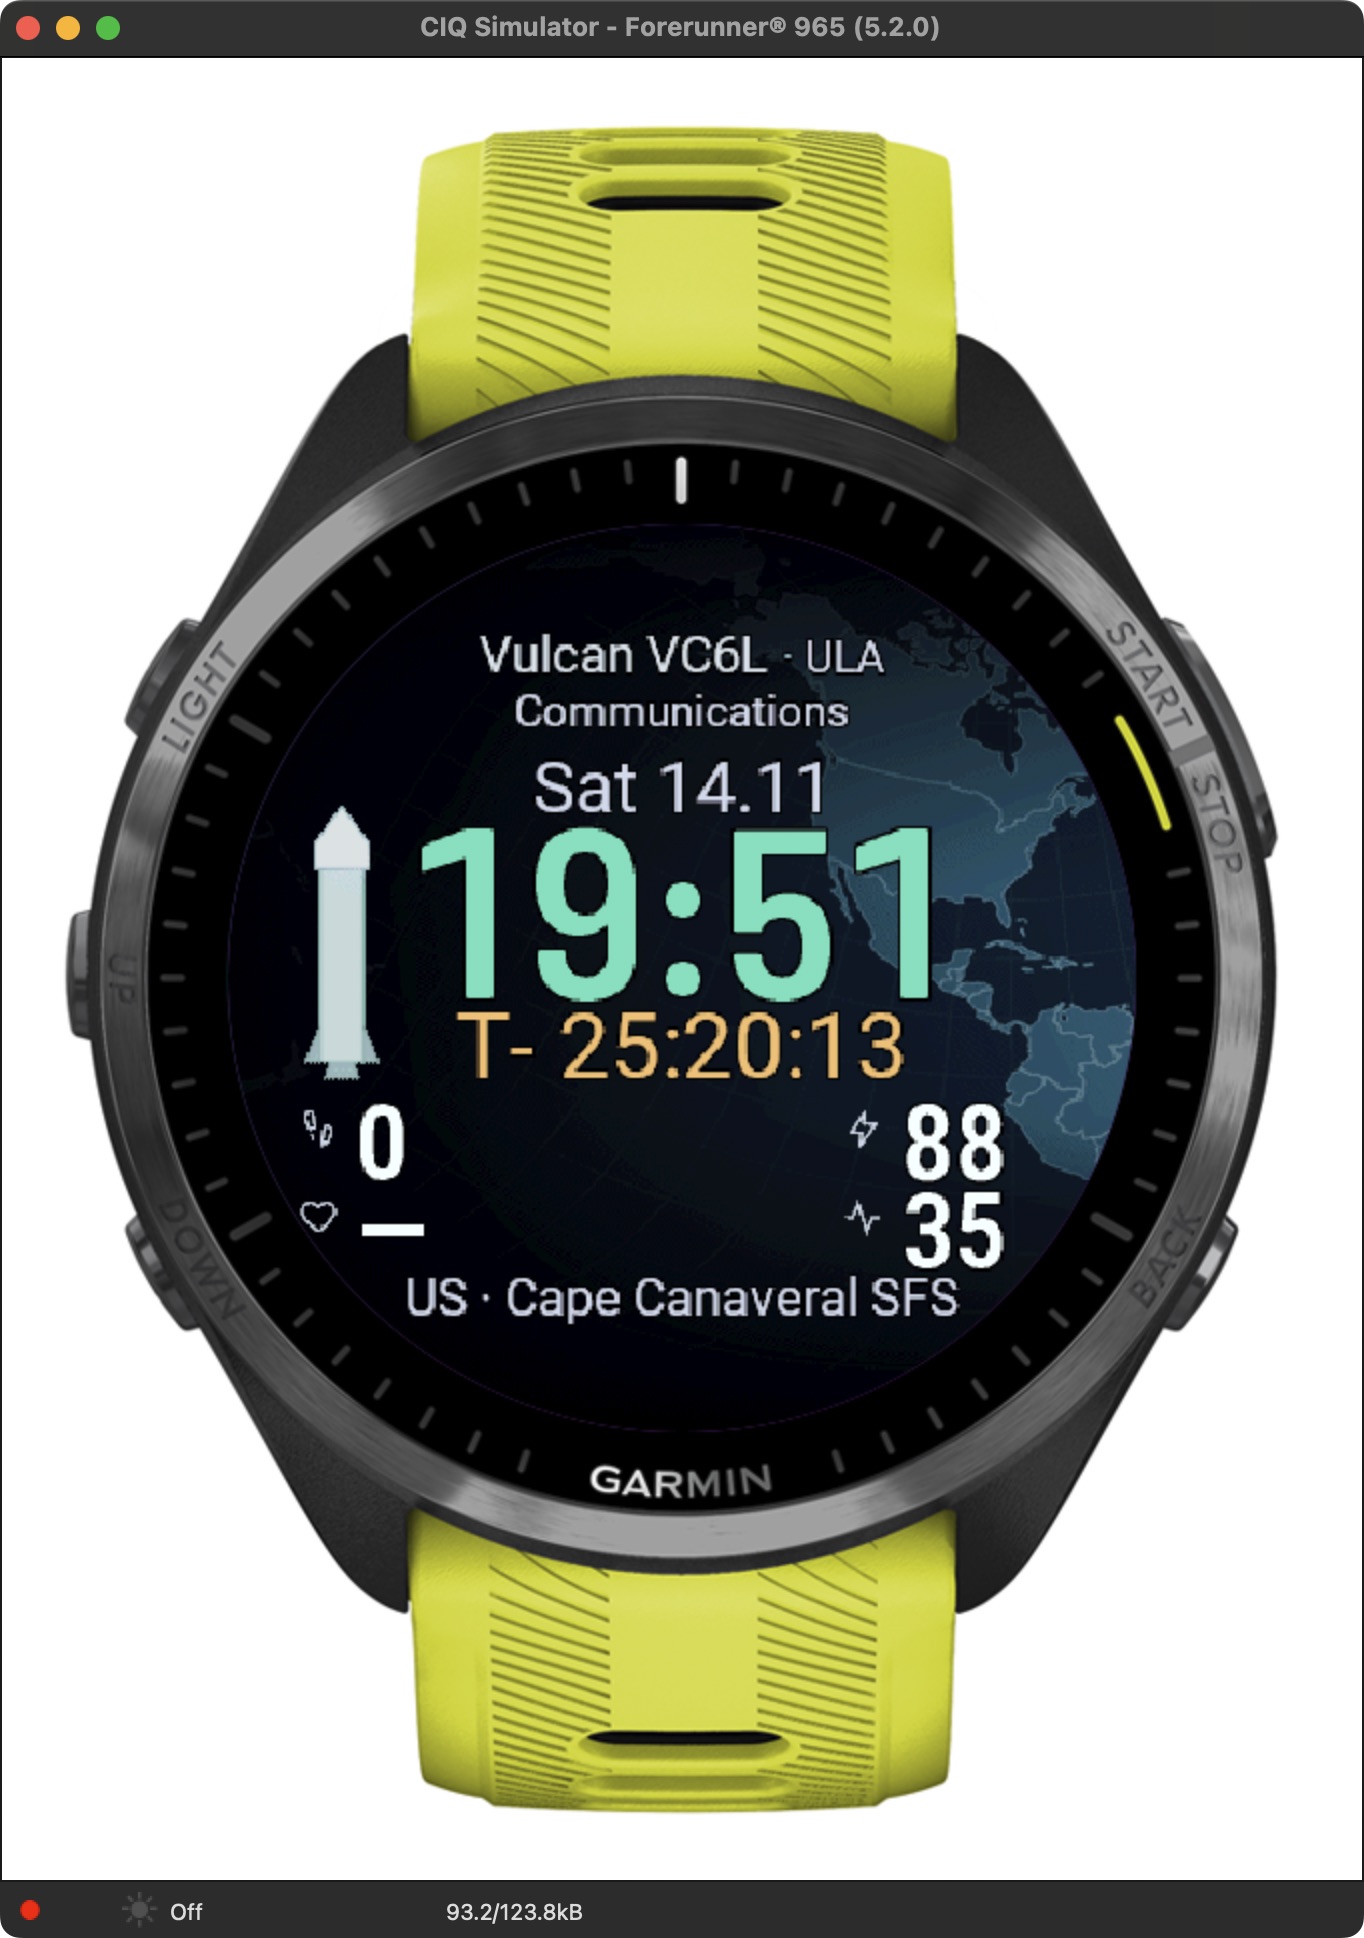 CIQ Simulator - Forerunner® 965 (5.2.0)
LIGHT
START
STOP
UP
DOWN
BACK
Vulcan VC6L · ULA
Communications
Sat 14.11
19:51
T- 25:20:13
0
88
35
US · Cape Canaveral SFS
GARMIN
Off
93.2/123.8kB